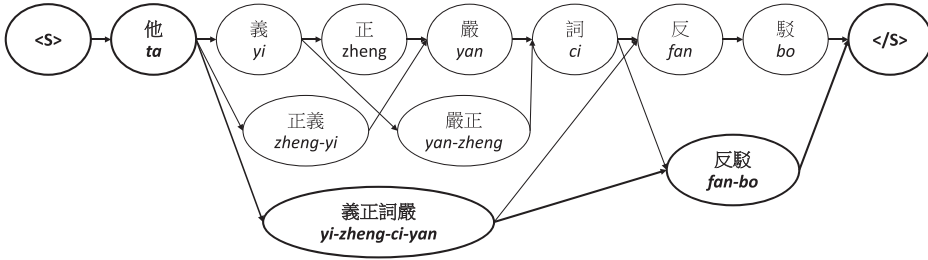 <S>
他
ta
義
yi
正
zheng
嚴
yan
詞
ci
反
fan
駁
bo
</S>
正義
zheng-yi
嚴正
yan-zheng
反駁
fan-bo
義正詞嚴
yi-zheng-ci-yan